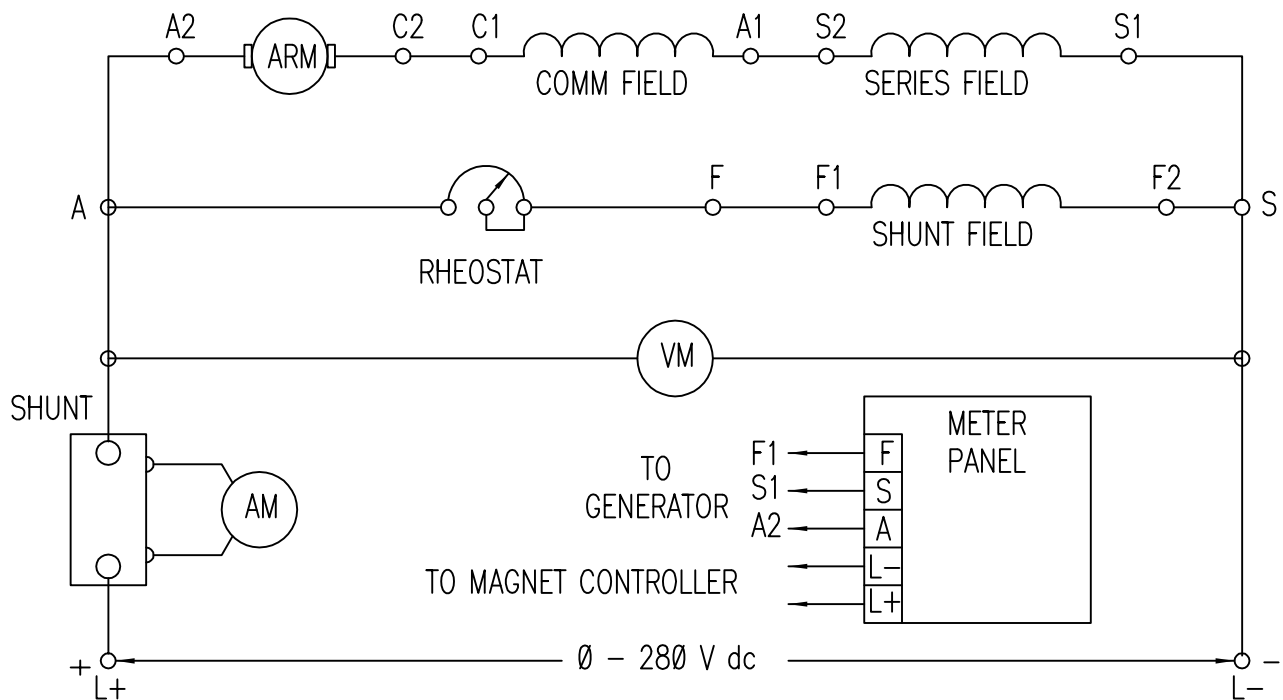 A2 ARM C2 C1 A1 S2 S1
COMM FIELD SERIES FIELD
A F F1 F2 S
SHUNT FIELD
RHEOSTAT
VM
SHUNT
METER
PANEL
F1 F
TO
GENERATOR
S1 S
A2 A
AM
TO MAGNET CONTROLLER
L-
L+
+ Ø - 28Ø V dc -
L+ L-